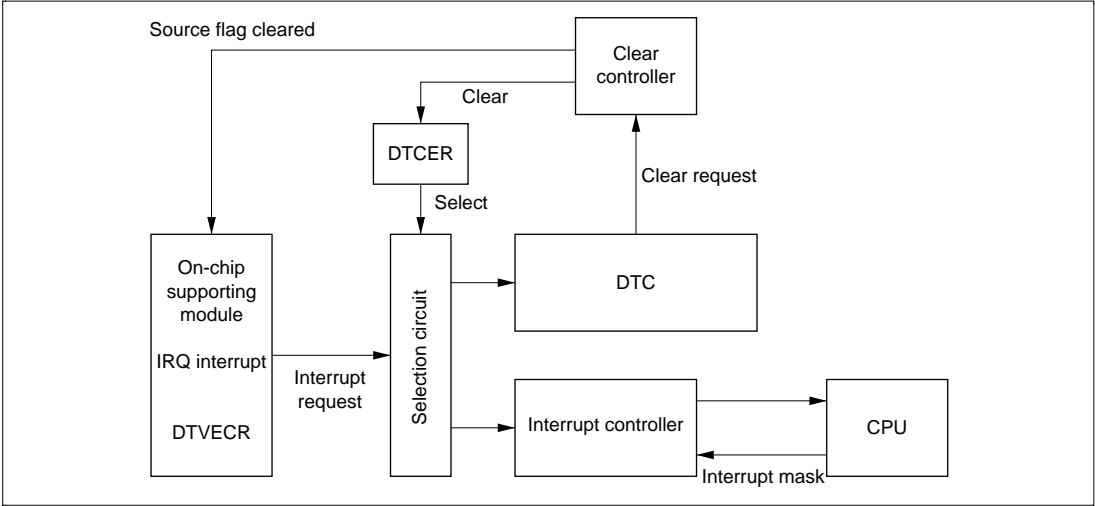 Source flag cleared
Clear
controller
Clear
DTCER
Clear request
Select
On-chip
supporting
module
IRQ interrupt
DTVECR
Interrupt
request
Selection circuit
DTC
Interrupt controller
CPU
Interrupt mask